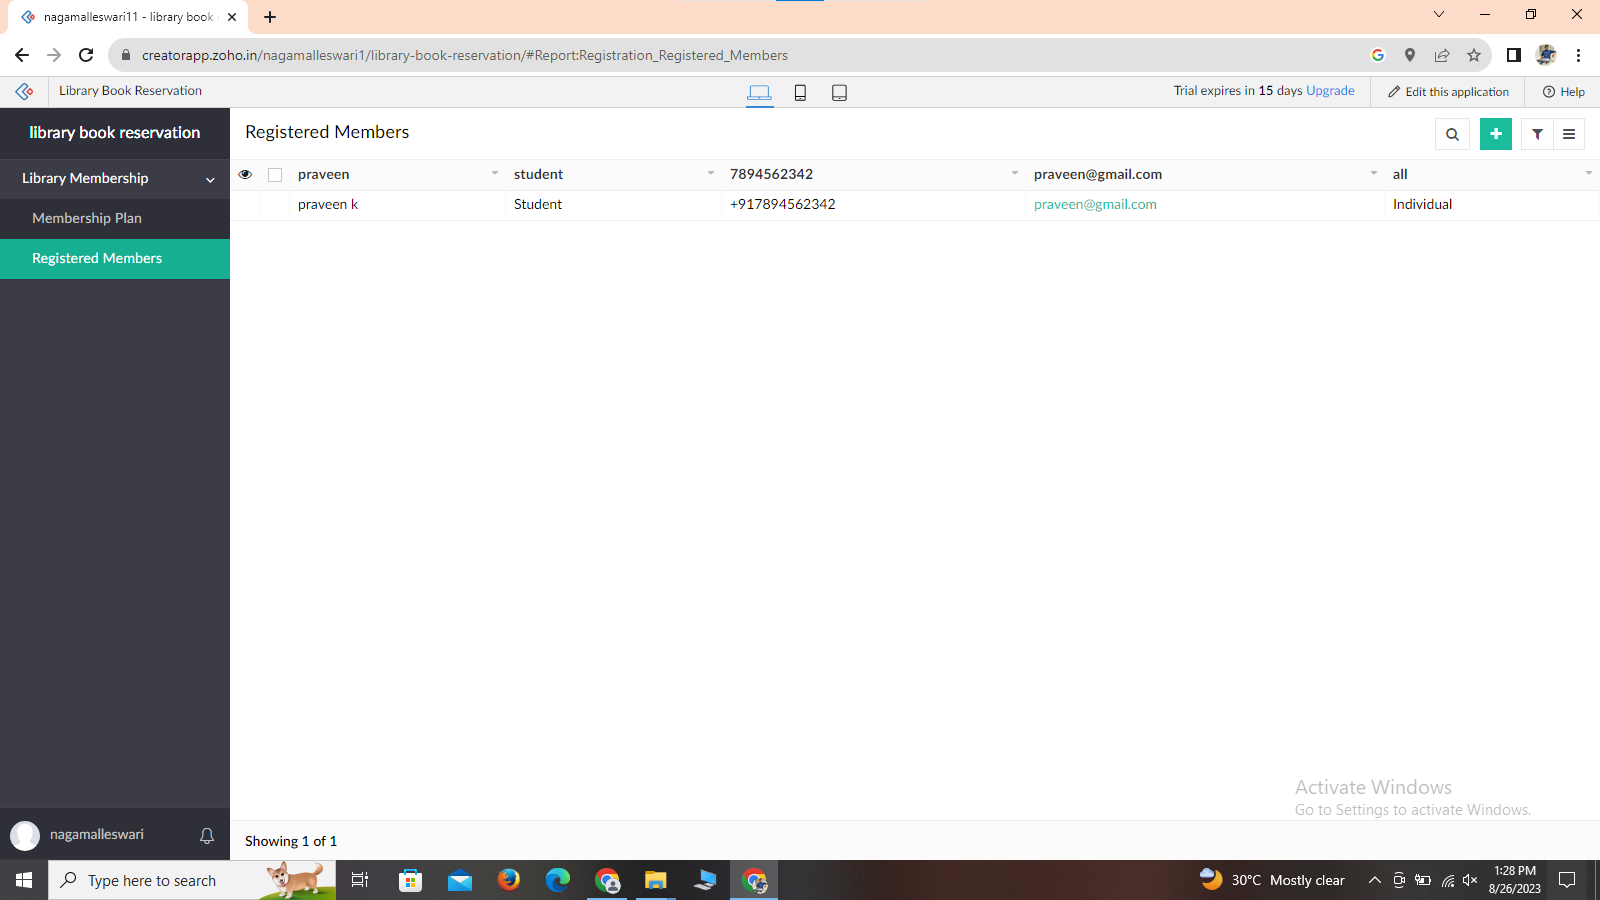 nagamalleswari11 - library book
creatorapp.zoho.in/nagamalleswari1/library-book-reservation/#Report:Registration_Registered_Members
Library Book Reservation
Trial expires in 15 days Upgrade
Edit this application
Help
library book reservation
Library Membership
Membership Plan
Registered Members
Registered Members
praveen student 7894562342 praveen@gmail.com all
praveen k Student +917894562342 praveen@gmail.com Individual
Activate Windows
Go to Settings to activate Windows.
nagamalleswari
Showing 1 of 1
Type here to search
30°C Mostly clear
1:28 PM
8/26/2023